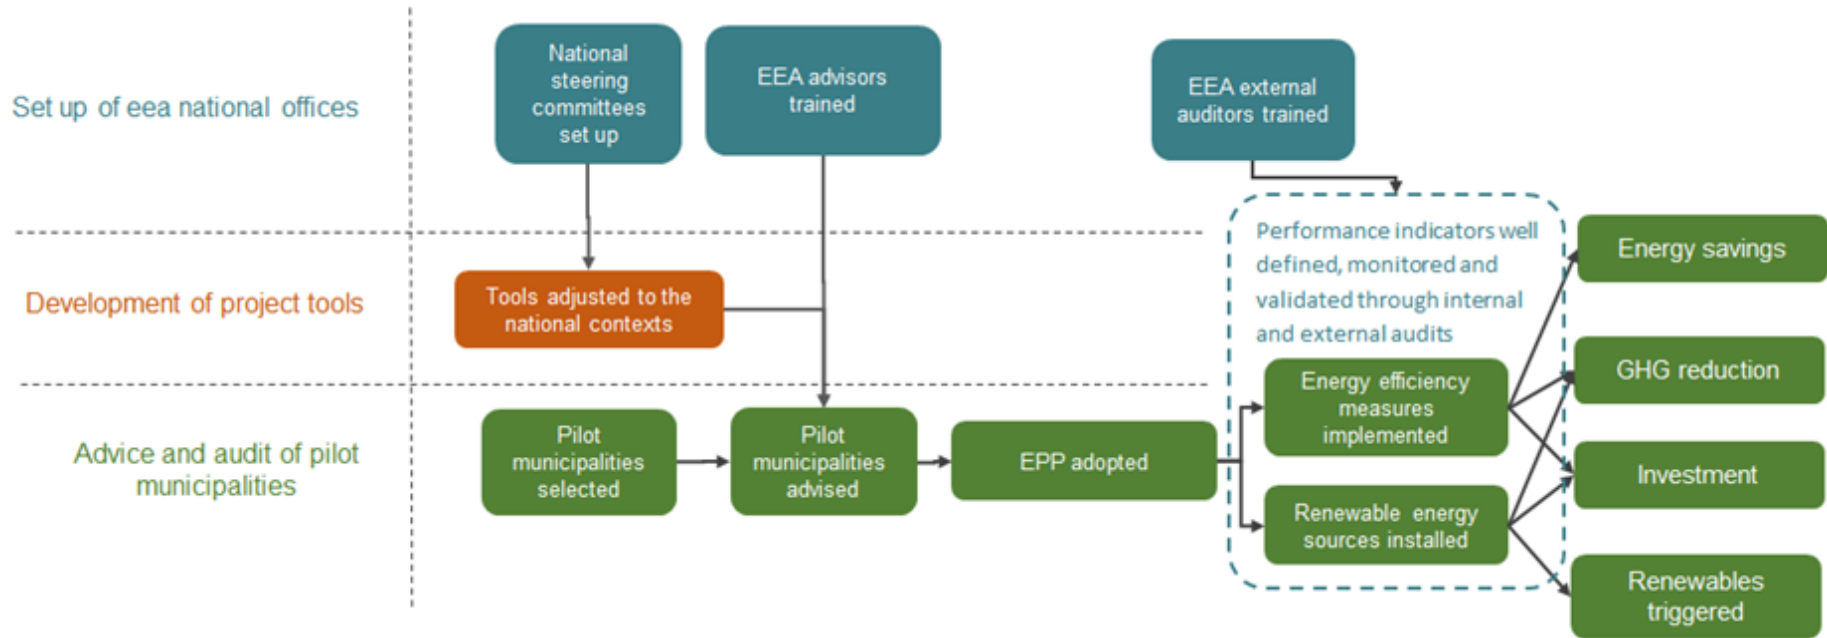 Set up of eea national offices
National
steering
committees
set up
EEA advisors
trained
EEA external
auditors trained
Development of project tools
Tools adjusted to the
national contexts
Performance indicators well
defined, monitored and
validated through internal
and external audits
Advice and audit of pilot
municipalities
Pilot
municipalities
selected
Pilot
municipalities
advised
EPP adopted
Energy efficiency
measures
implemented
Renewable energy
sources installed
Energy savings
GHG reduction
Investment
Renewables
triggered